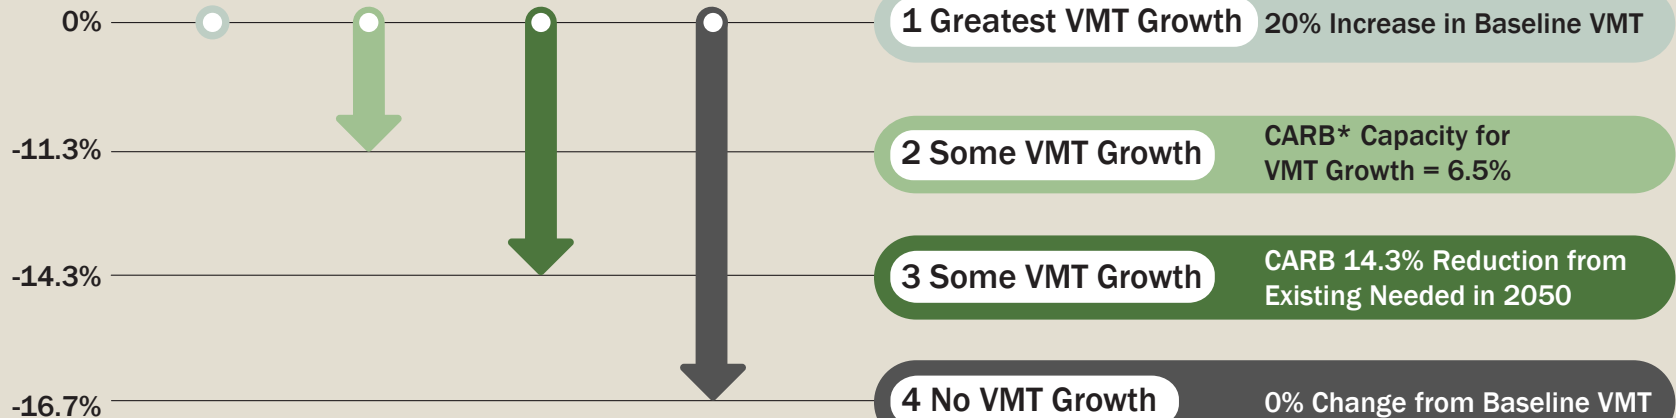 0%
1 Greatest VMT Growth 20% Increase in Baseline VMT
-11.3%
2 Some VMT Growth
CARB* Capacity for
VMT Growth = 6.5%
-14.3%
3 Some VMT Growth
CARB 14.3% Reduction from
Existing Needed in 2050
-16.7%
4 No VMT Growth 0% Change from Baseline VMT